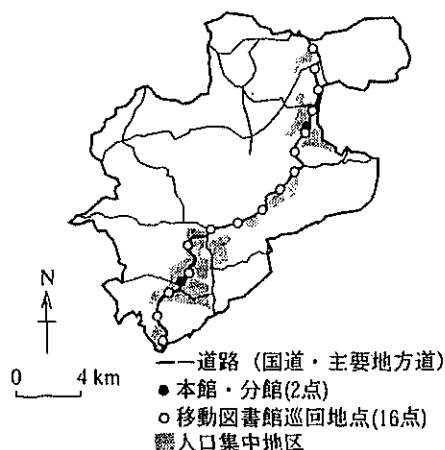 N
0 4 km
──道路（国道・主要地方道）
●本館・分館(2点)
○移動図書館巡回地点(16点)
人口集中地区